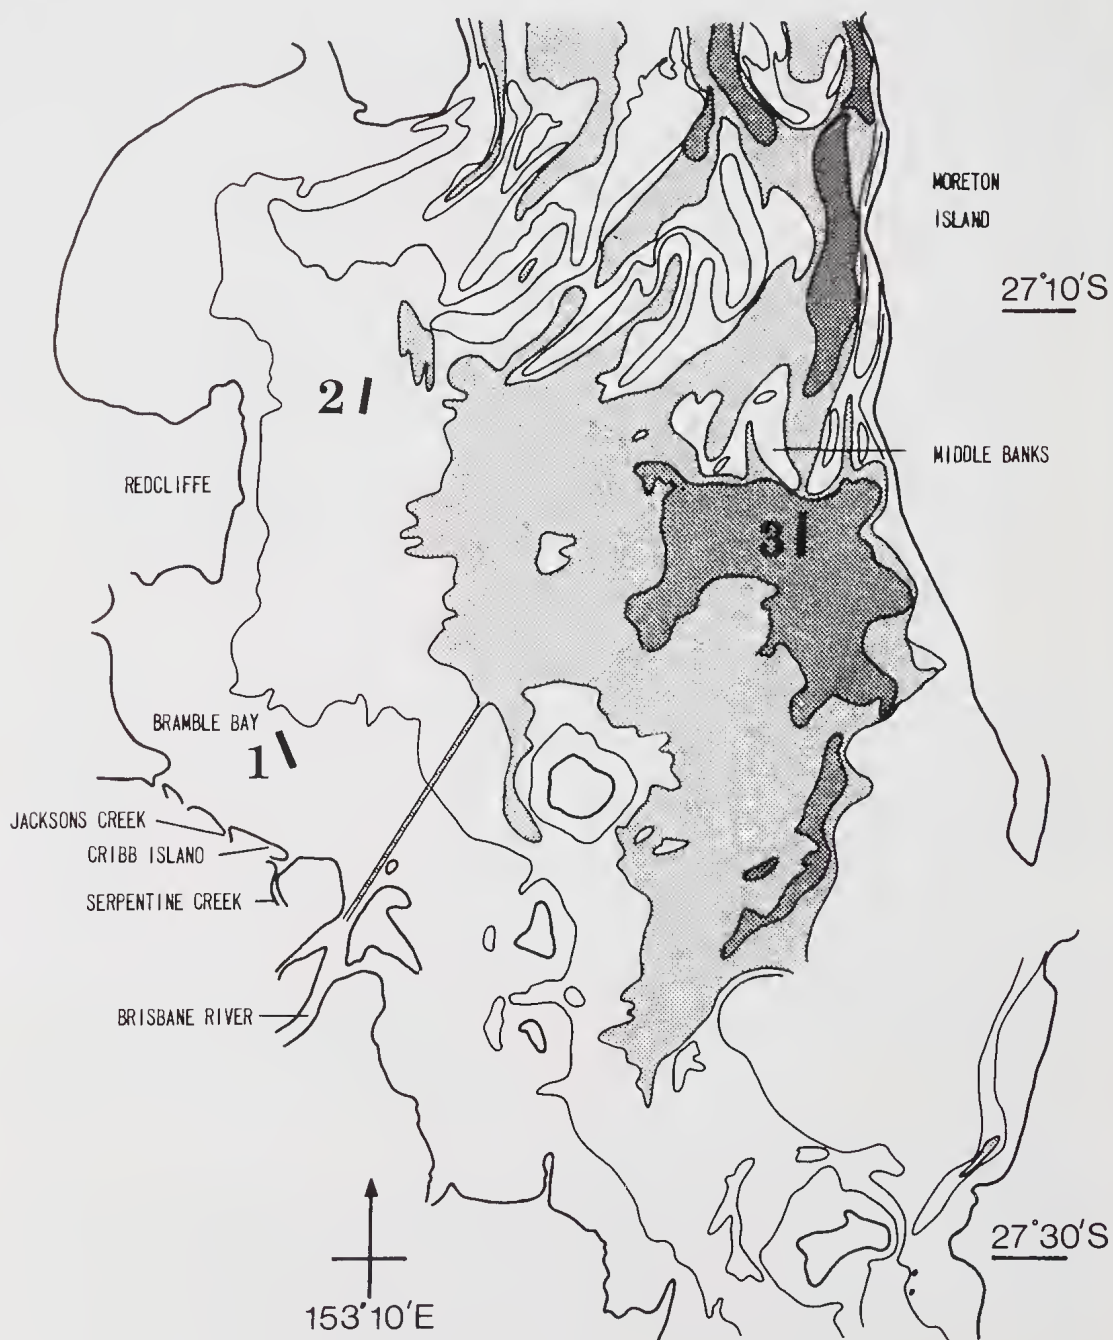 MORETON
ISLAND
27°10'S
2
MIDDLE BANKS
REDCLIFFE
3
BRAMBLE BAY
1
JACKSONS CREEK
CRIBB ISLAND
SERPENTINE CREEK
BRISBANE RIVER
27°30'S
153°10'E